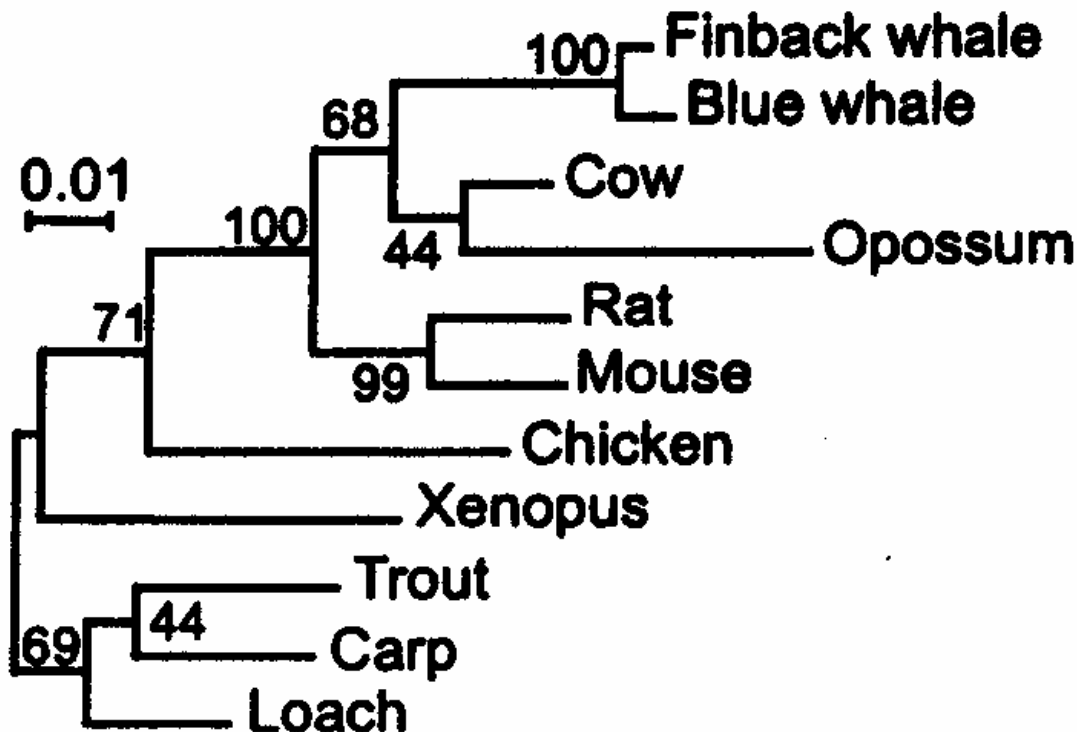 100 Finback whale
Blue whale
68
Cow
0.01
100
44
Opossum
Rat
71
99
Mouse
Chicken
Xenopus
Trout
44
69
Carp
Loach